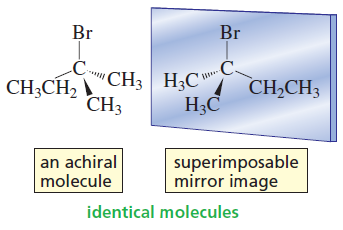 Br
C
CH₃CH₂
CH₃
CH₃
Br
C
H₃C
CH₂CH₃
H₃C
an achiral
molecule
superimposable
mirror image
identical molecules